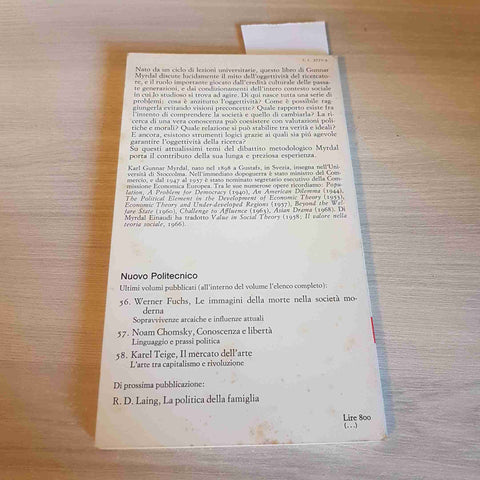 Nato da un ciclo di lezioni universitarie, questo libro di Gunnar
Myrdal discute lucidamente il mito dell'oggettività del ricercato-
re, e il ruolo importante giocato dall'eredità culturale delle passa-
te generazioni, e dai condizionamenti dell'intero contesto sociale
in cui lo studioso si trova ad agire. Di qui nasce tutta una serie di
problemi: cosa è anzitutto l'oggettività? Come è possibile rag-
giungerla evitando visioni preconcette? Quale rapporto esiste fra
l'intento di comprendere la società e quello di cambiarla? La ri-
cerca di una vera conoscenza può coesistere con valutazioni poli-
tiche e morali? Quale relazione si può stabilire tra verità e ideali?
E ancora, esistono strumenti logici grazie ai quali sia piú agevole
garantire l'oggettività della ricerca?
Su questi attualissimi temi del dibattito metodologico Myrdal
porta il contributo della sua lunga e preziosa esperienza.
Karl Gunnar Myrdal, nato nel 1898 a Gustafs, in Svezia, insegna nell'Uni-
versità di Stoccolma. Nell'immediato dopoguerra è stato ministro del Com-
mercio, e dal 1947 al 1957 è stato nominato segretario esecutivo della Com-
missione Economica Europea. Tra le sue numerose opere ricordiamo: Popu-
lation, A Problem for Democracy (1940), An American Dilemma (1944),
The Political Element in the Development of Economic Theory (1953),
Economic Theory and Under-developed Regions (1957), Beyond the Wel-
fare State (1960), Challenge to Affluence (1963), Asian Drama (1968). Di
Myrdal Einaudi ha tradotto Value in Social Theory (1958; Il valore nella
teoria sociale, 1966).
Nuovo Politecnico
Ultimi volumi pubblicati (all'interno del volume l'elenco completo):
56. Werner Fuchs, Le immagini della morte nella società mo-
derna
Sopravvivenze arcaiche e influenze attuali
57. Noam Chomsky, Conoscenza e libertà
Linguaggio e prassi politica
58. Karel Teige, Il mercato dell'arte
L'arte tra capitalismo e rivoluzione
Di prossima pubblicazione:
R. D. Laing, La politica della famiglia
Lire 800
(...)